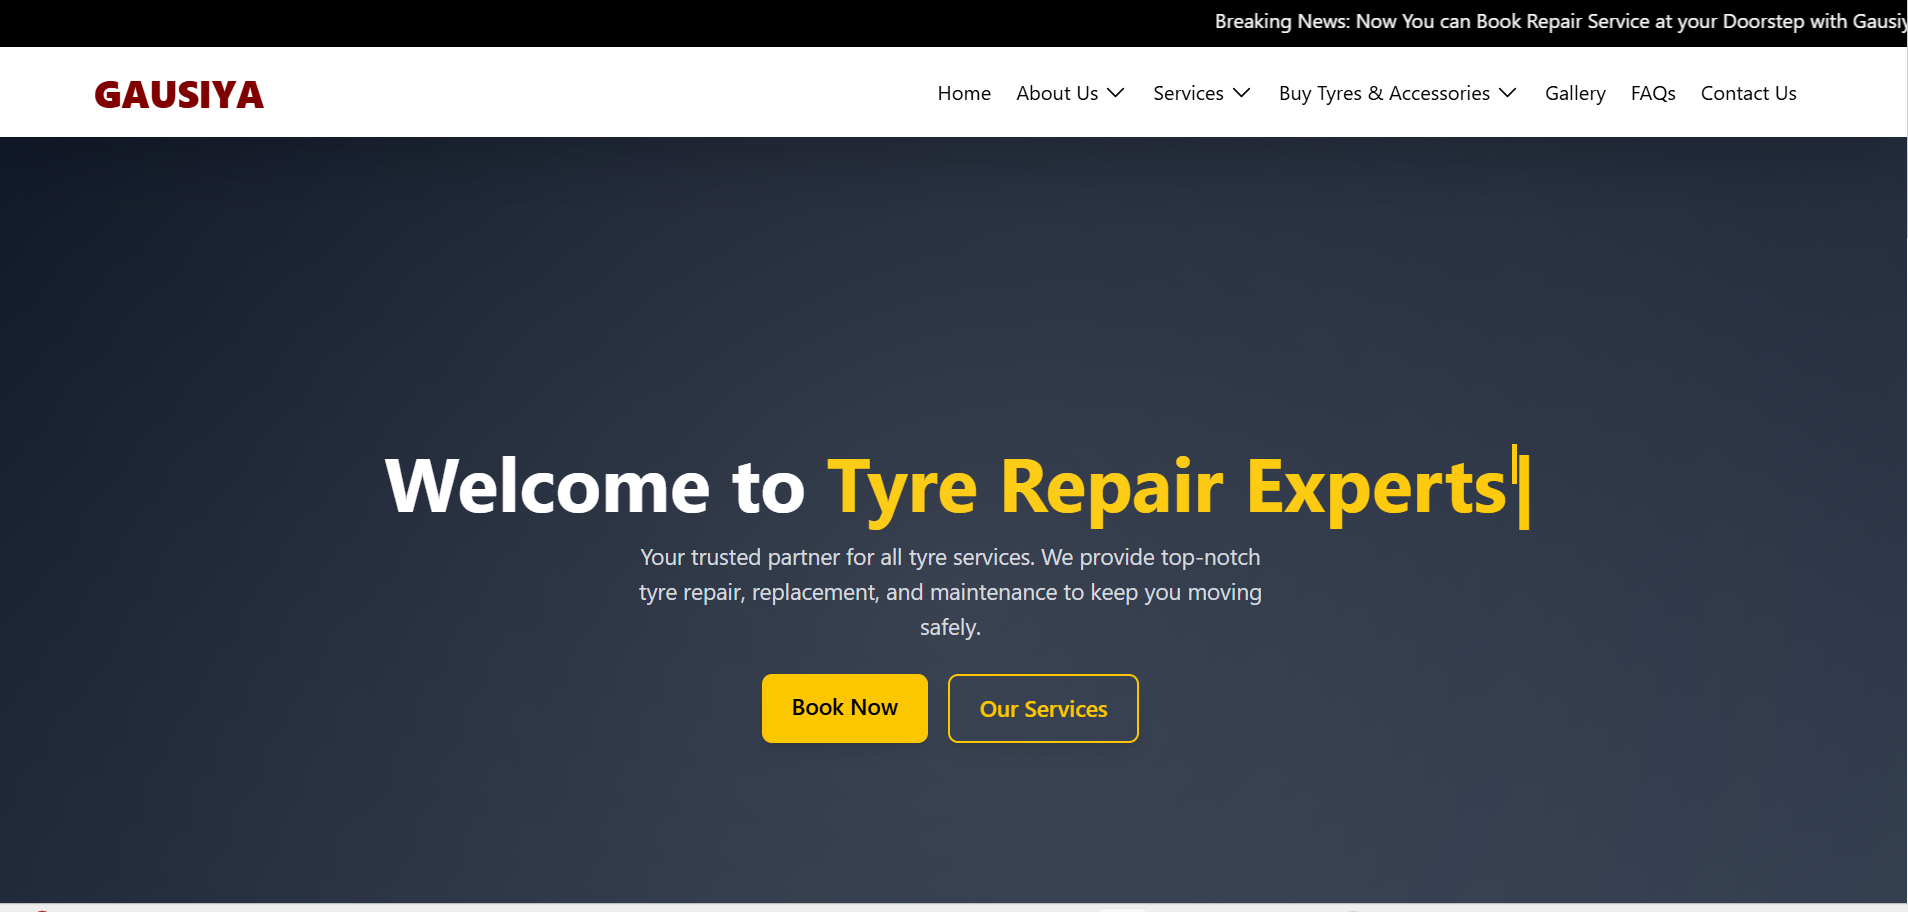 Breaking News: Now You can Book Repair Service at your Doorstep with
GAUSIYA
Home About Us Services Buy Tyres & Accessories Gallery FAQs Contact Us
Welcome to Tyre Repair Experts
Your trusted partner for all tyre services. We provide top-notch
tyre repair, replacement, and maintenance to keep you moving
safely.
Book Now Our Services